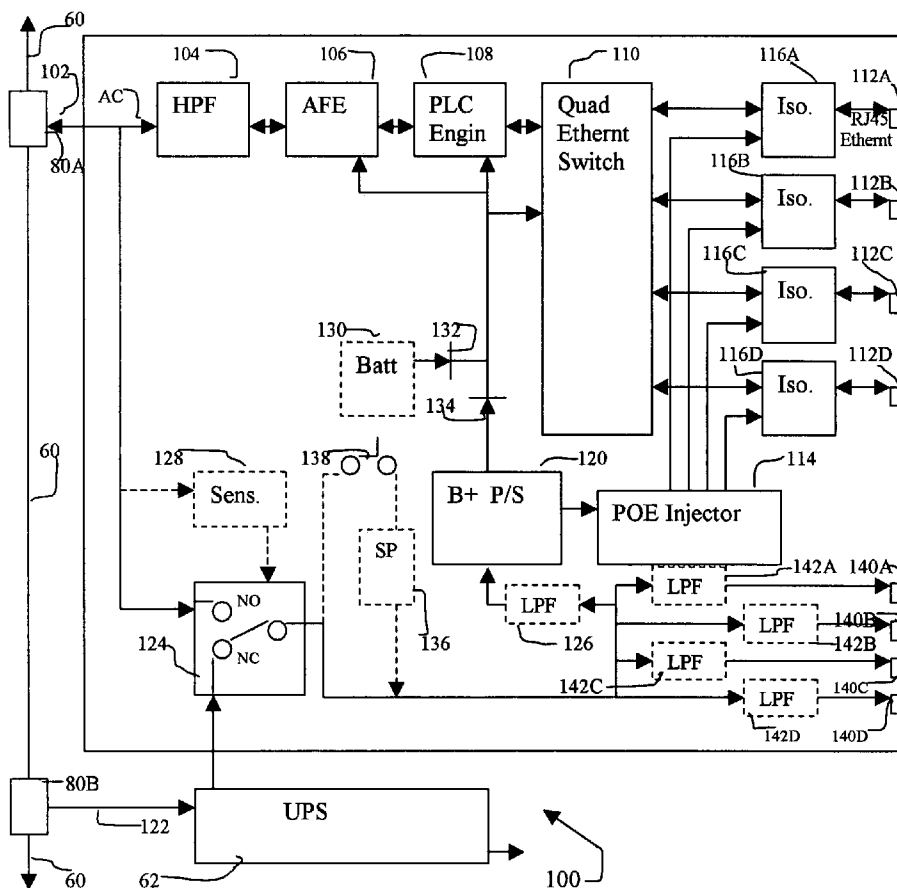 60
104
106
108
110
116A
112A
102
AC
HPF
AFE
PLC
Engin
Quad
Ethernt
Switch
Iso.
RJ45
Ethernt
80A
116B
112B
Iso.
116C
112C
Iso.
130
132
Batt
116D
112D
Iso.
134
60
128
138
120
114
Sens.
B+ P/S
POE Injector
SP
142A
140A
LPF
NO
LPF
136
126
140B
LPF
142B
124
NC
LPF
142C
140C
LPF
142D
140D
80B
UPS
122
60
62
100